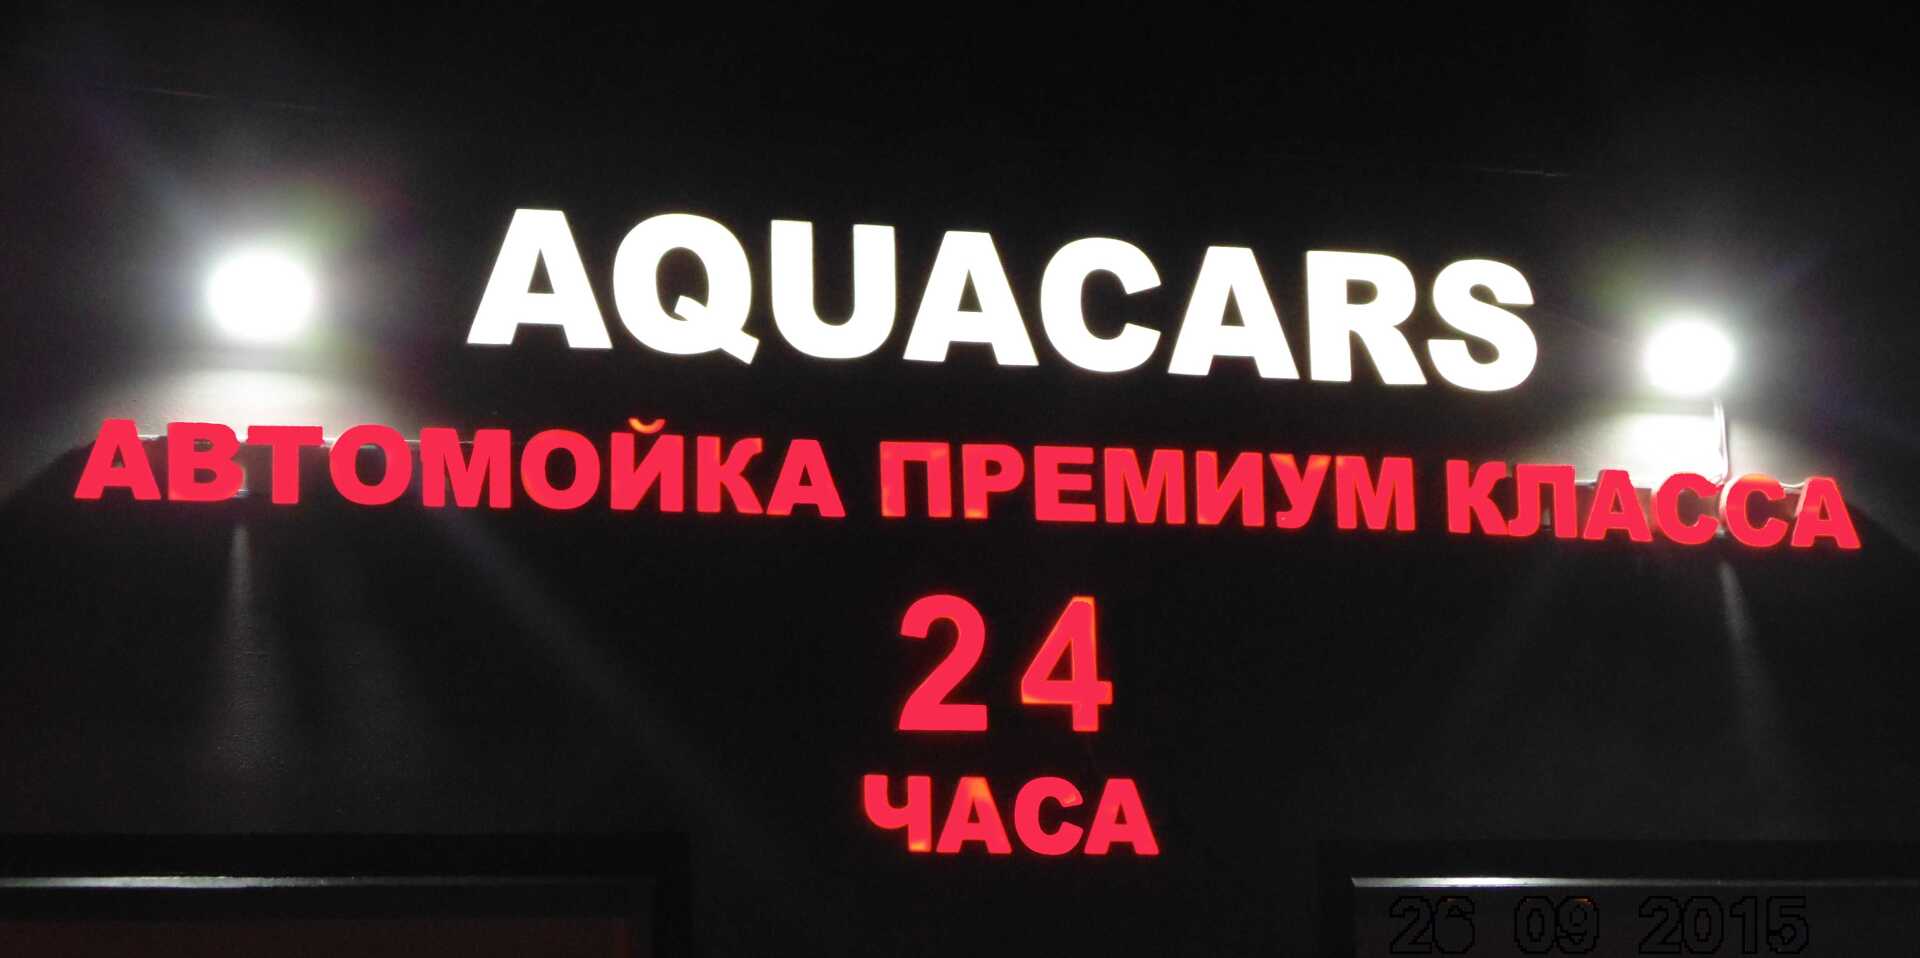 AQUACARS
АВТОМОЙКА ПРЕМИУМ КЛАССА
24
ЧАСА
26 09 2015